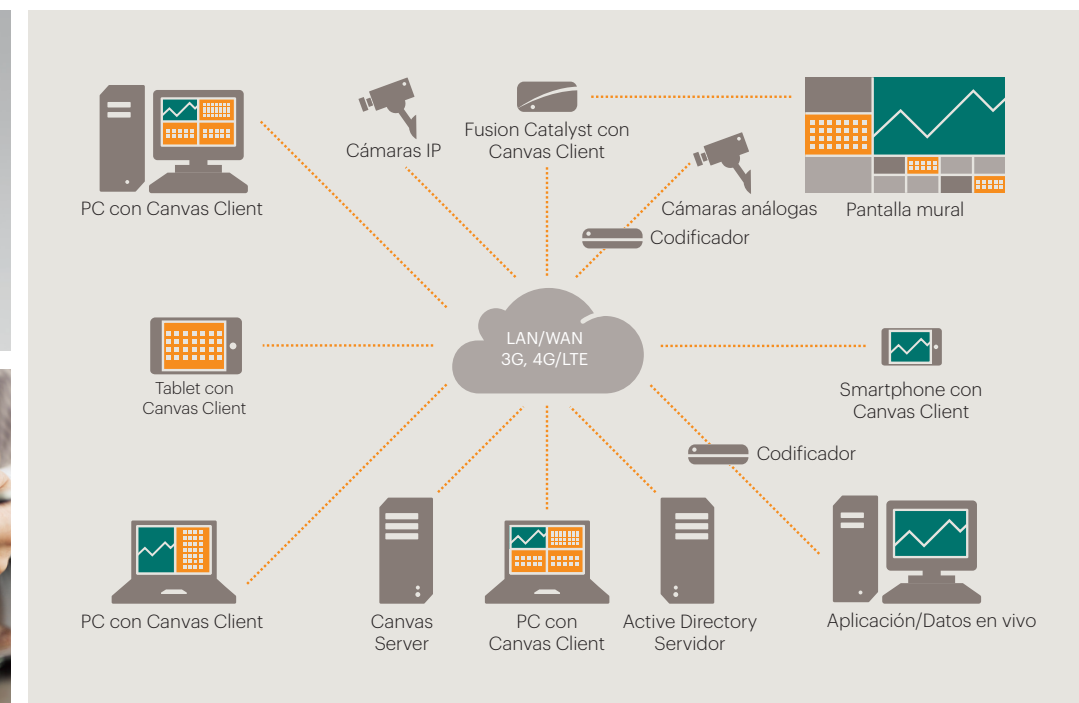 PC con Canvas Client
Cámaras IP
Fusion Catalyst con
Canvas Client
Cámaras análogas
Pantalla mural
Codificador
LAN/WAN
3G, 4G/LTE
Tablet con
Canvas Client
Smartphone con
Canvas Client
Codificador
PC con Canvas Client
Canvas
Server
PC con
Canvas Client
Active Directory
Servidor
Aplicación/Datos en vivo